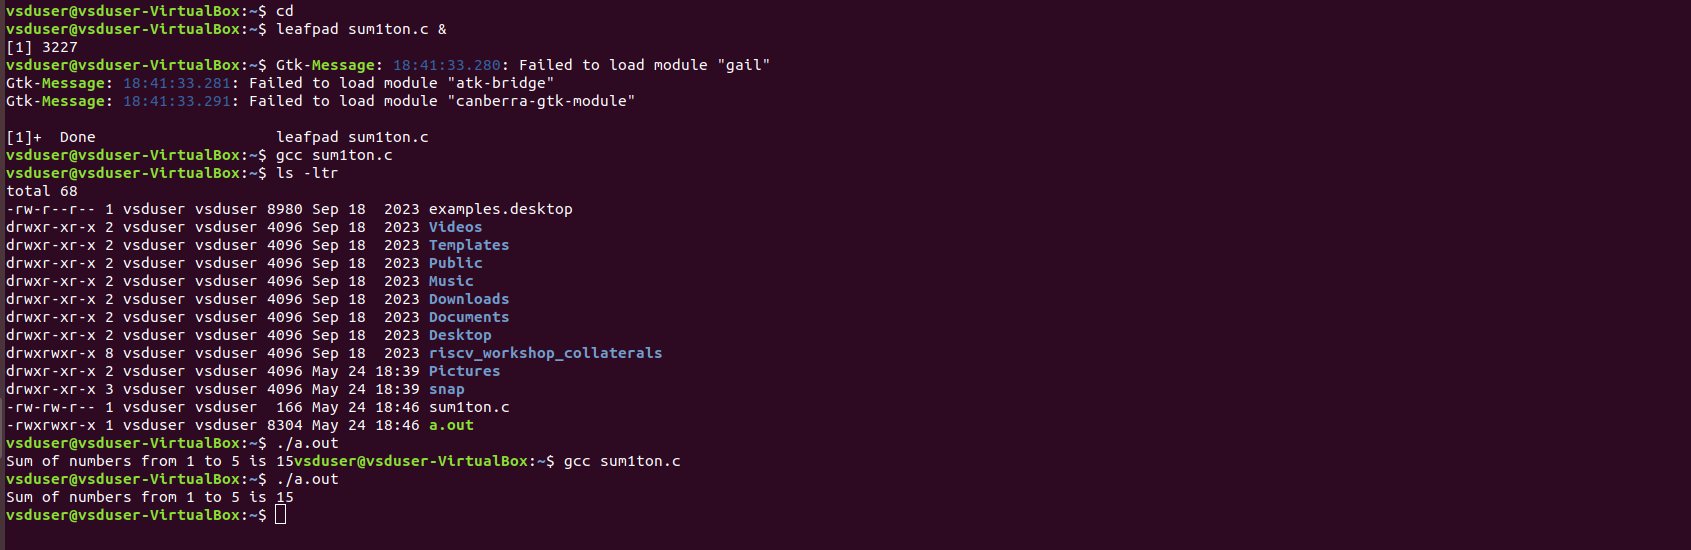 vsduser@vsduser-VirtualBox:~$ cd
vsduser@vsduser-VirtualBox:~$ leafpad sum1ton.c &
[1] 3227
vsduser@vsduser-VirtualBox:~$ Gtk-Message: 18:41:33.280: Failed to load module "gail"
Gtk-Message: 18:41:33.281: Failed to load module "atk-bridge"
Gtk-Message: 18:41:33.291: Failed to load module "canberra-gtk-module"
[1]+  Done                    leafpad sum1ton.c
vsduser@vsduser-VirtualBox:~$ gcc sum1ton.c
vsduser@vsduser-VirtualBox:~$ ls -ltr
total 68
-rw-r--r-- 1 vsduser vsduser 8980 Sep 18  2023 examples.desktop
drwxr-xr-x 2 vsduser vsduser 4096 Sep 18  2023 Videos
drwxr-xr-x 2 vsduser vsduser 4096 Sep 18  2023 Templates
drwxr-xr-x 2 vsduser vsduser 4096 Sep 18  2023 Public
drwxr-xr-x 2 vsduser vsduser 4096 Sep 18  2023 Music
drwxr-xr-x 2 vsduser vsduser 4096 Sep 18  2023 Downloads
drwxr-xr-x 2 vsduser vsduser 4096 Sep 18  2023 Documents
drwxr-xr-x 2 vsduser vsduser 4096 Sep 18  2023 Desktop
drwxrwxr-x 8 vsduser vsduser 4096 Sep 18  2023 riscv_workshop_collaterals
drwxr-xr-x 2 vsduser vsduser 4096 May 24 18:39 Pictures
drwxr-xr-x 3 vsduser vsduser 4096 May 24 18:39 snap
-rw-rw-r-- 1 vsduser vsduser  166 May 24 18:46 sum1ton.c
-rwxrwxr-x 1 vsduser vsduser 8304 May 24 18:46 a.out
vsduser@vsduser-VirtualBox:~$ ./a.out
Sum of numbers from 1 to 5 is 15vsduser@vsduser-VirtualBox:~$ gcc sum1ton.c
vsduser@vsduser-VirtualBox:~$ ./a.out
Sum of numbers from 1 to 5 is 15
vsduser@vsduser-VirtualBox:~$